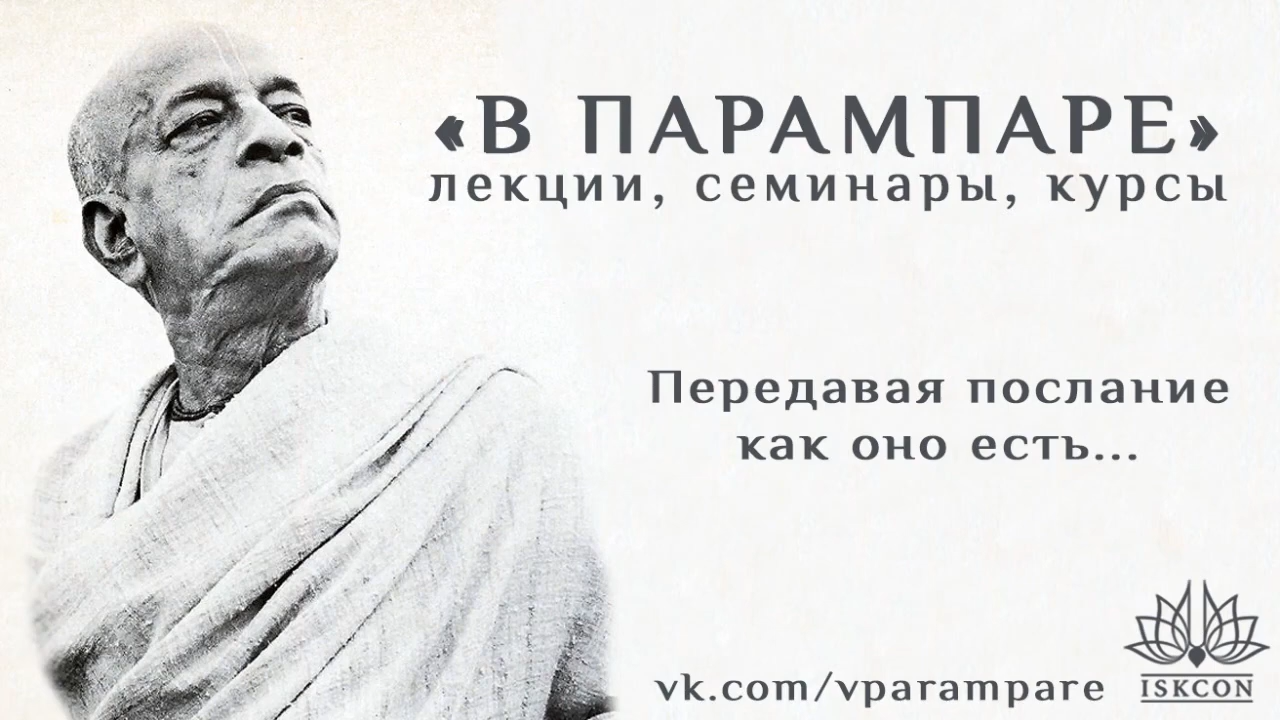 «В ПАРАМПАРЕ»
лекции, семинары, курсы
Передавая послание
как оно есть...
vk.com/vparampare
ISKCON